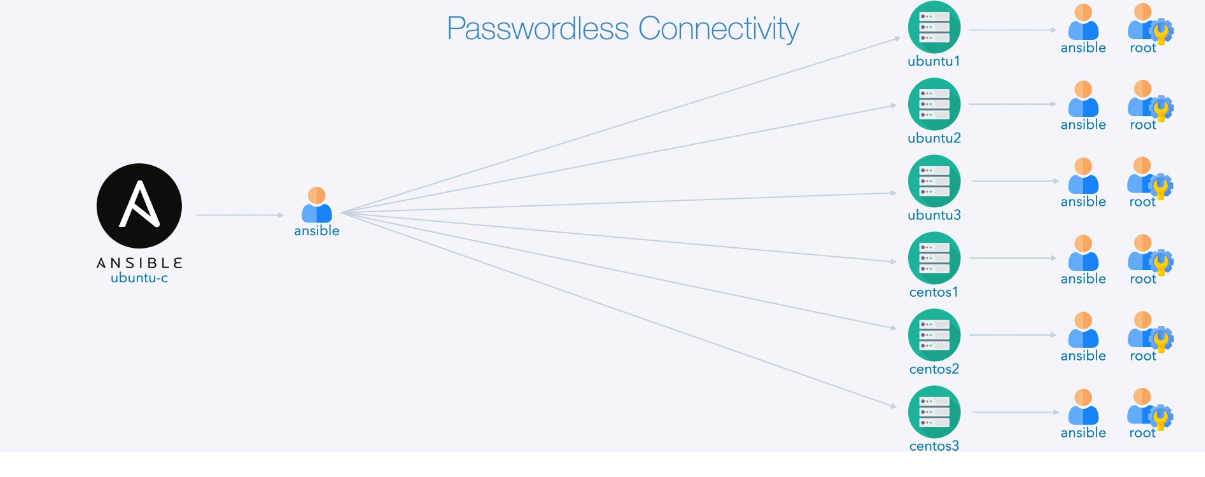 Passwordless Connectivity
ubuntu1
ansible root
ubuntu2
ansible root
ANSIBLE
ubuntu-c
ansible
ubuntu3
ansible root
centos1
ansible root
centos2
ansible root
centos3
ansible root